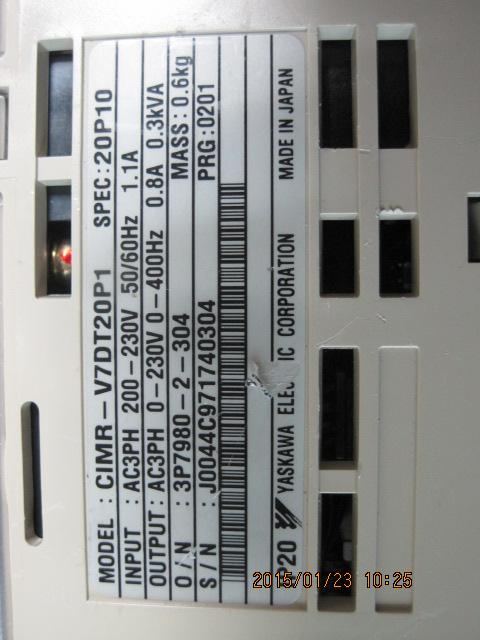 MODEL : CIMR-V7DT20P1 SPEC:20P10
INPUT : AC3PH 200-230V 50/60Hz 1.1A
OUTPUT: AC3PH 0-230V 0-400Hz 0.8A 0.3kVA
O/N : 3P7980-2-304 MASS: 0.6kg
S/N : J0044C971740304 PRG:0201
YASKAWA IC CORPORATION MADE IN JAPAN
2015/01/23 10:25